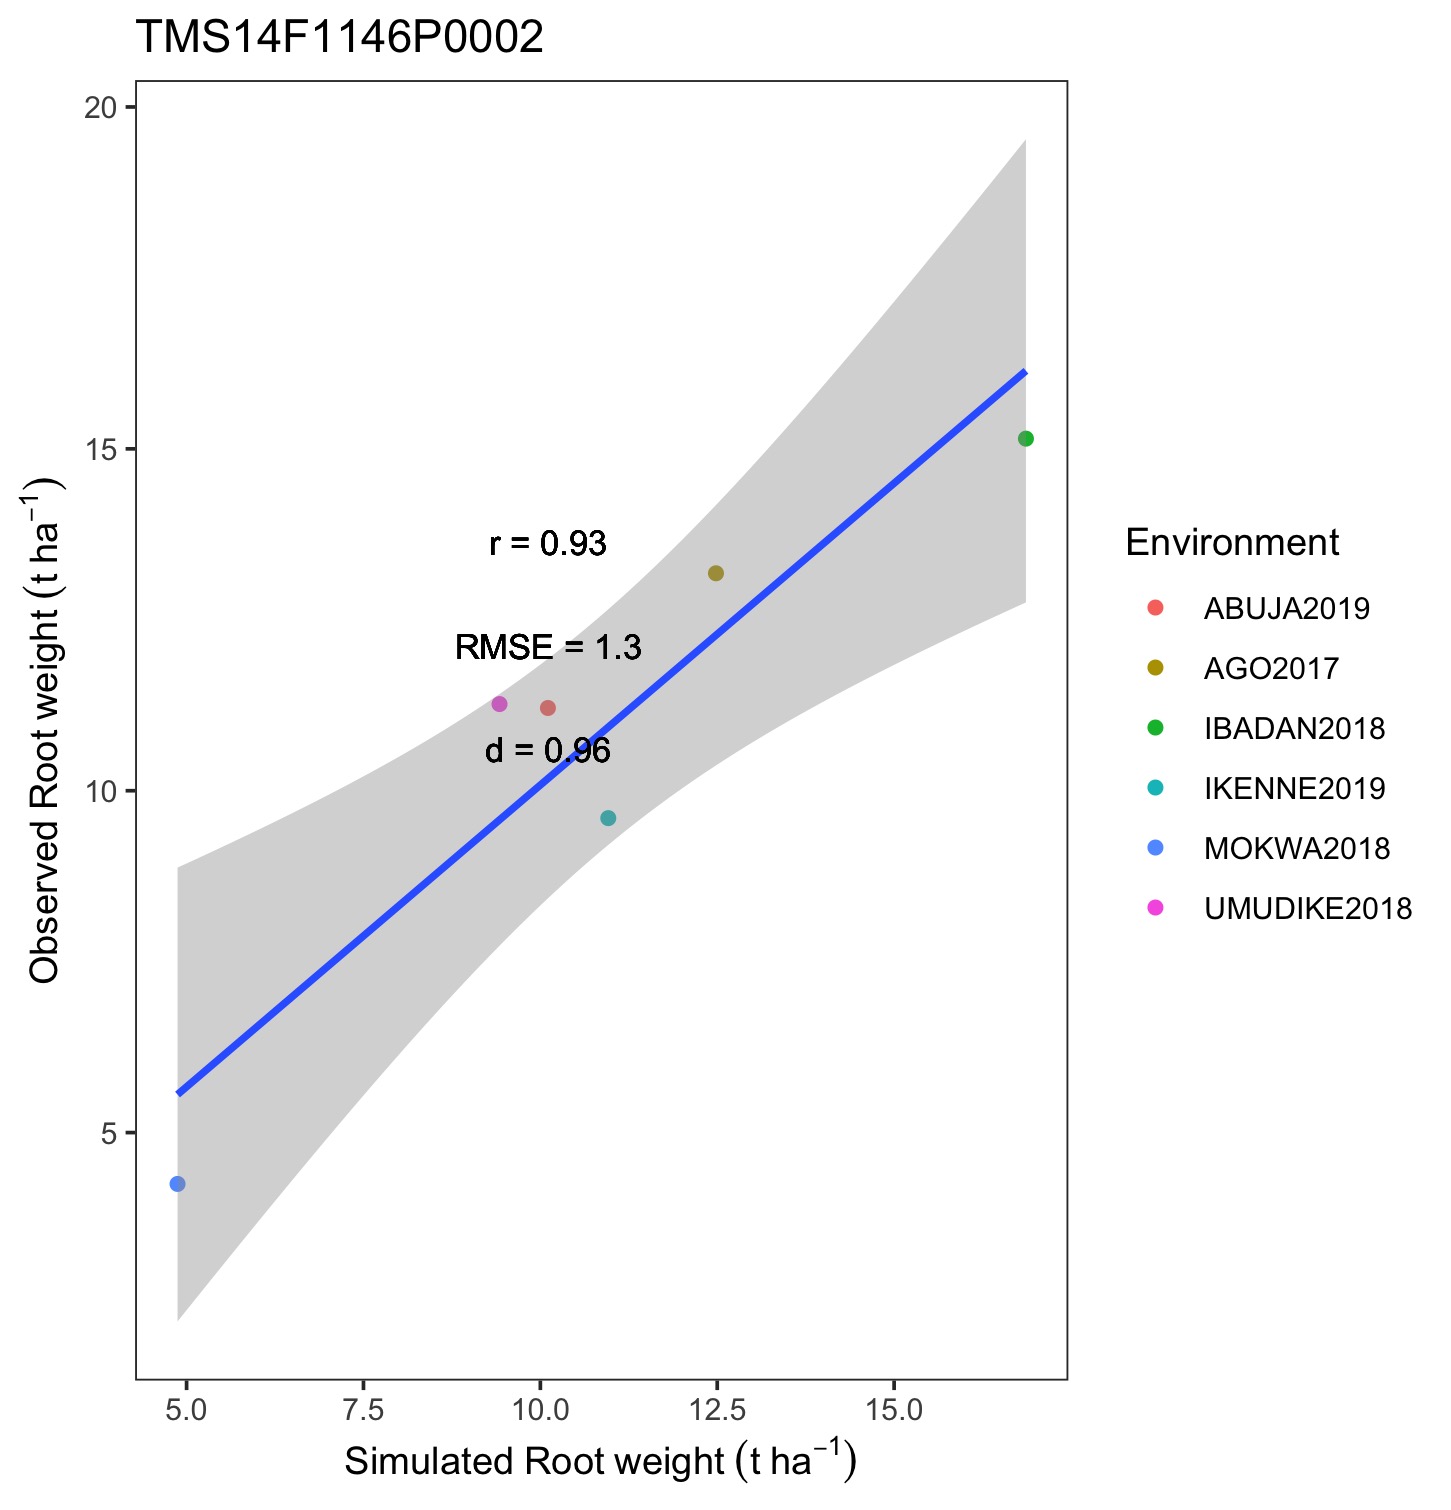 TMS14F1146P0002
20
15
10
5
Observed Root weight (t ha⁻¹)
r = 0.93
RMSE = 1.3
d = 0.96
5.0 7.5 10.0 12.5 15.0
Simulated Root weight (t ha⁻¹)
Environment
ABUJA2019
AGO2017
IBADAN2018
IKENNE2019
MOKWA2018
UMUDIKE2018